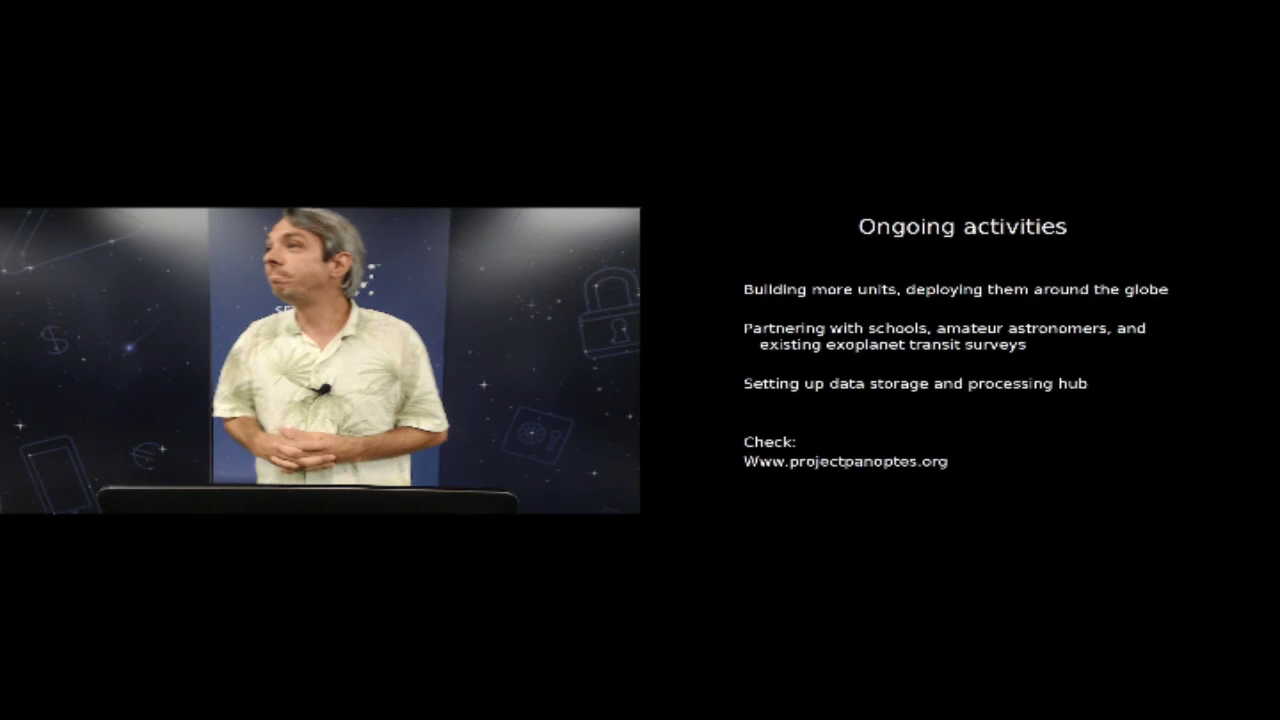 Ongoing activities
Building more units, deploying them around the globe
Partnering with schools, amateur astronomers, and
existing exoplanet transit surveys
Setting up data storage and processing hub
Check:
Www.projectpanoptes.org